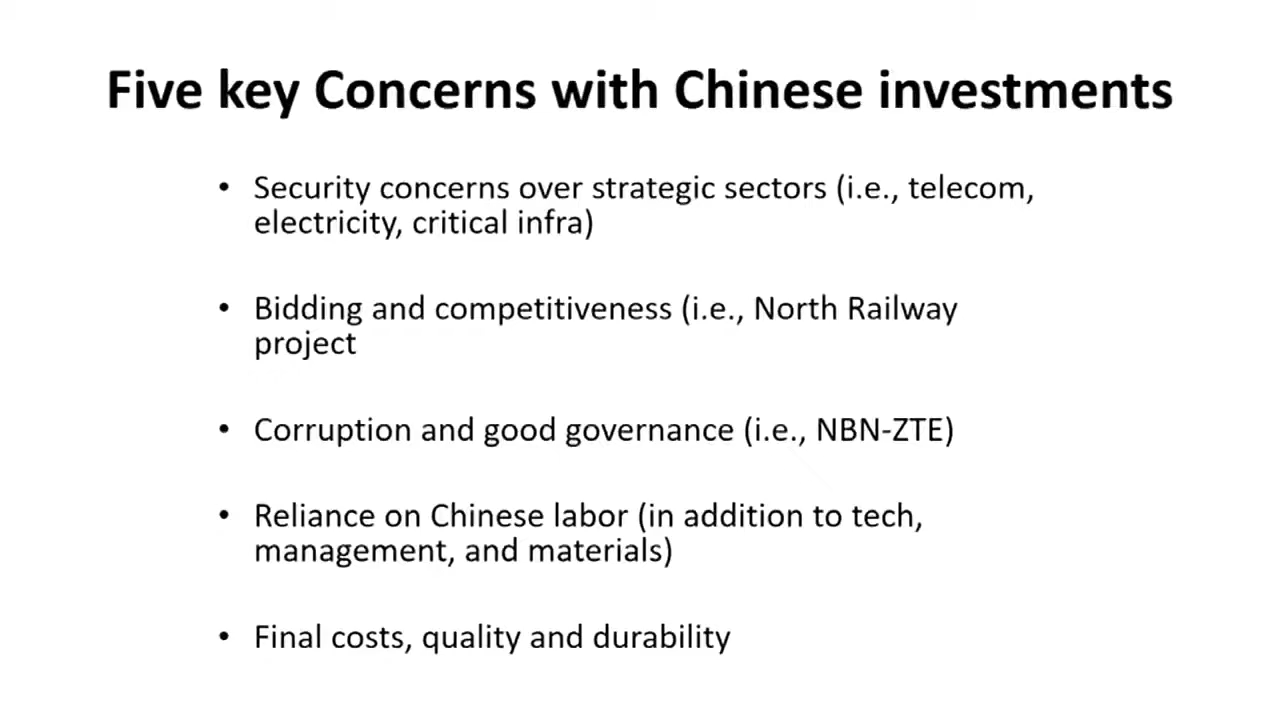 Five key Concerns with Chinese investments
• Security concerns over strategic sectors (i.e., telecom,
electricity, critical infra)
• Bidding and competitiveness (i.e., North Railway
project
• Corruption and good governance (i.e., NBN-ZTE)
• Reliance on Chinese labor (in addition to tech,
management, and materials)
• Final costs, quality and durability